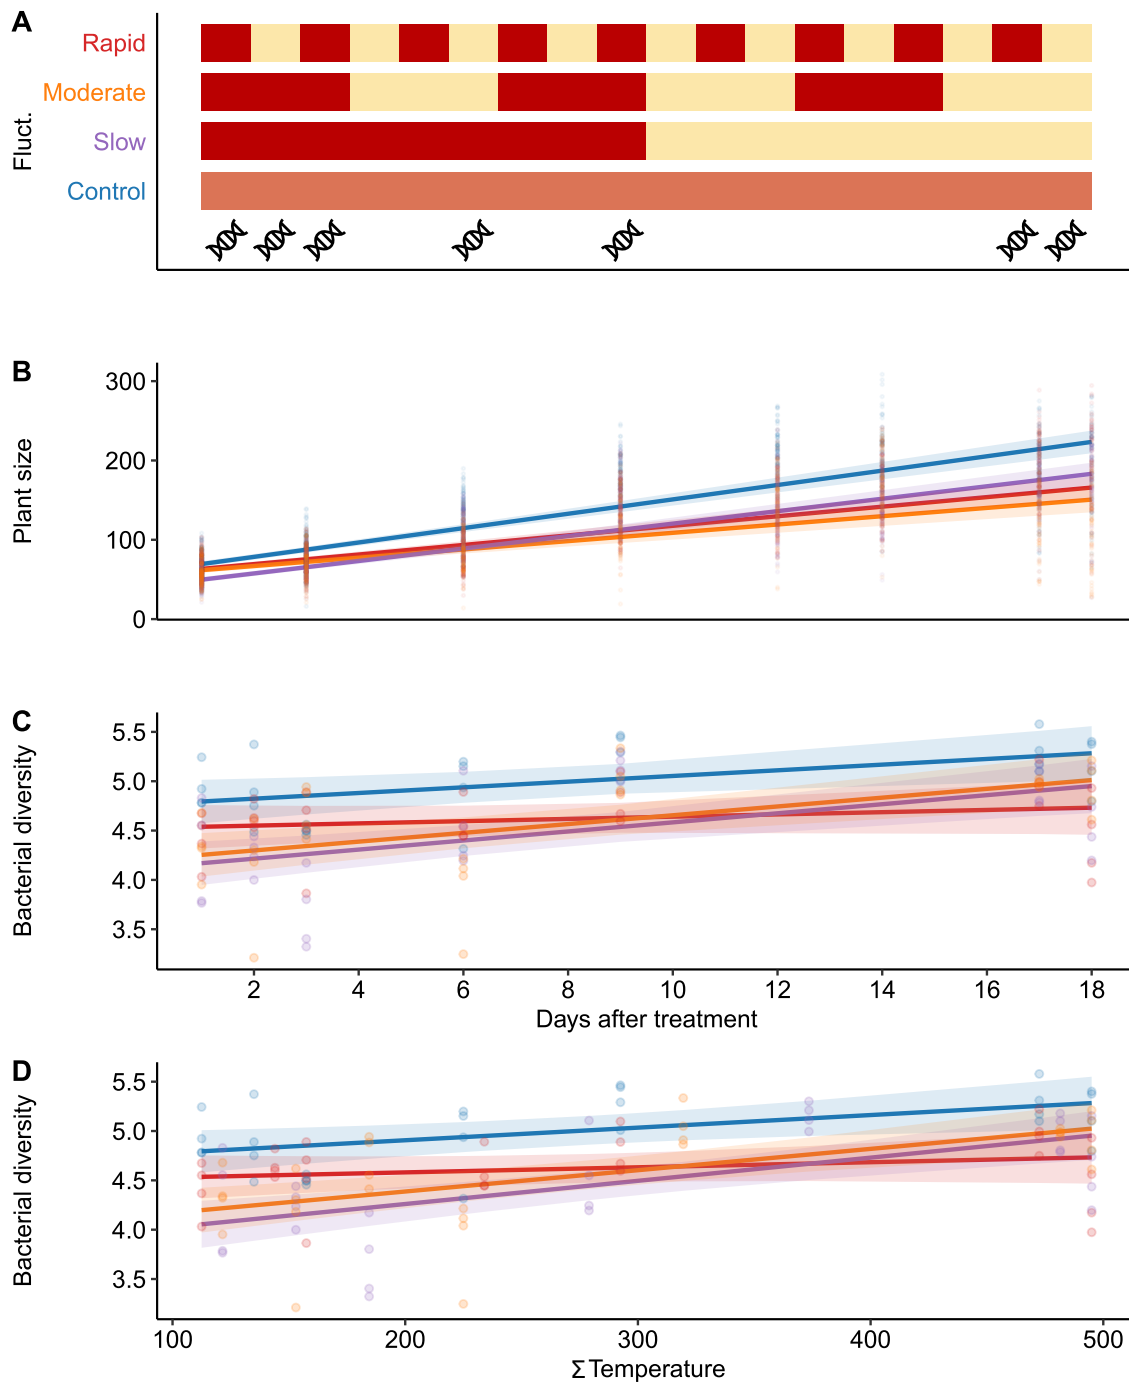 A
Rapid
Moderate
Slow
Control
Fluct.
B
300
200
100
0
Plant size
C
5.5
5.0
4.5
4.0
3.5
Bacterial diversity
2 4 6 8 10 12 14 16 18
Days after treatment
D
5.5
5.0
4.5
4.0
3.5
Bacterial diversity
100 200 300 400 500
Σ Temperature